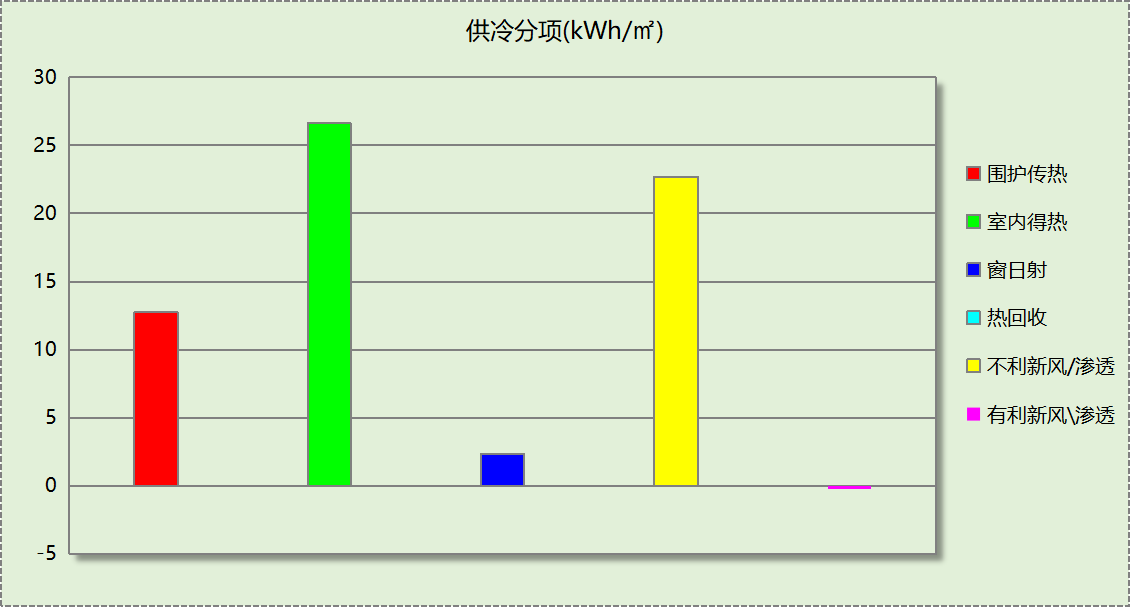 供冷分项(kWh/㎡)
30
25
20
15
10
5
0
-5
围护传热
室内得热
窗日射
热回收
不利新风/渗透
有利新风\渗透